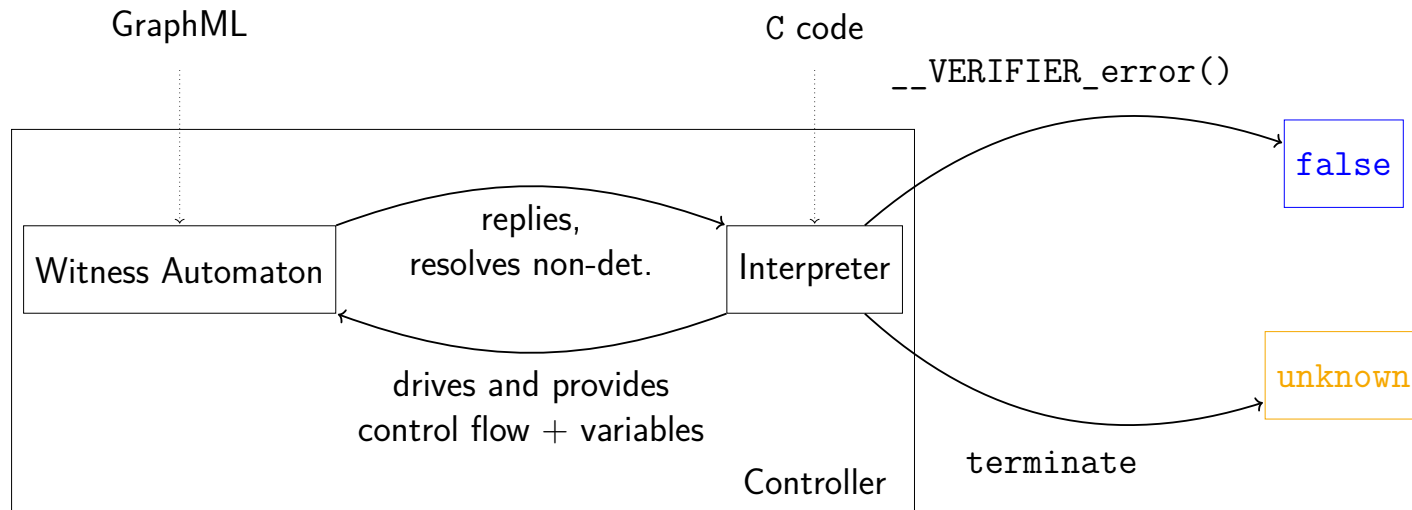 GraphML
C code
__VERIFIER_error()
false
replies,
resolves non-det.
Witness Automaton
Interpreter
drives and provides
control flow + variables
unknown
terminate
Controller